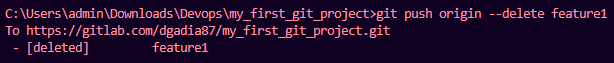 C:\Users\admin\Downloads\Devops\my_first_git_project>git push origin --delete feature1
To https://gitlab.com/dgadia87/my_first_git_project.git
 - [deleted]         feature1